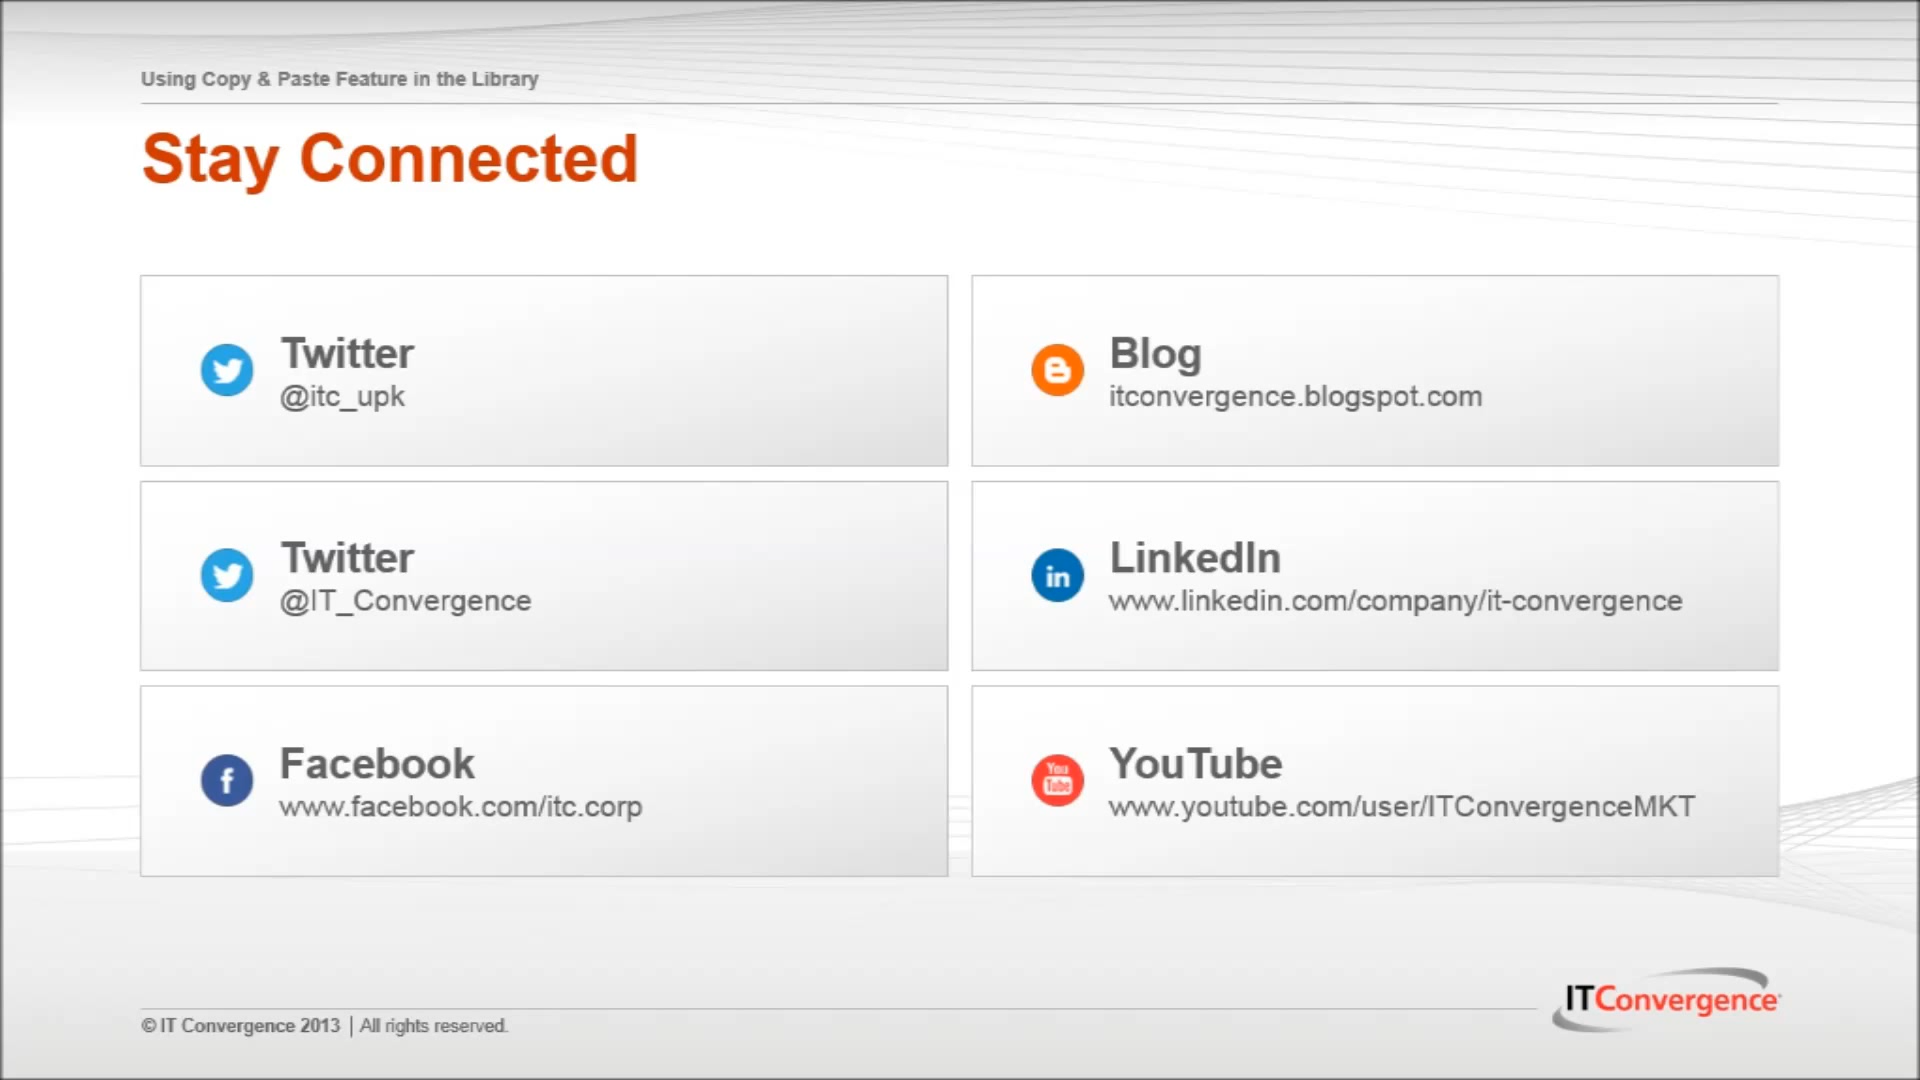 Using Copy & Paste Feature in the Library
Stay Connected
Twitter
@itc_upk
Blog
itconvergence.blogspot.com
Twitter
@IT_Convergence
LinkedIn
www.linkedin.com/company/it-convergence
Facebook
www.facebook.com/itc.corp
YouTube
www.youtube.com/user/ITConvergenceMKT
ITConvergence
© IT Convergence 2013 | All rights reserved.